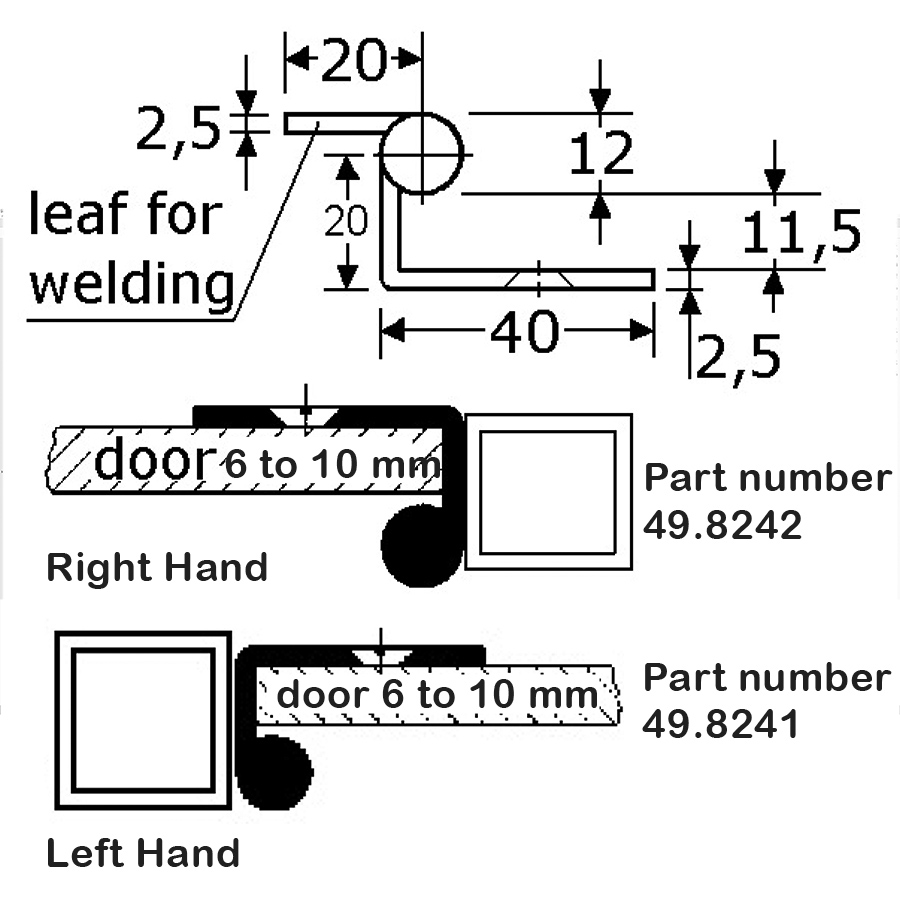 20
2,5
12
leaf for
welding
20
11,5
40
2,5
door 6 to 10 mm
Part number
49.8242
Right Hand
door 6 to 10 mm
Part number
49.8241
Left Hand